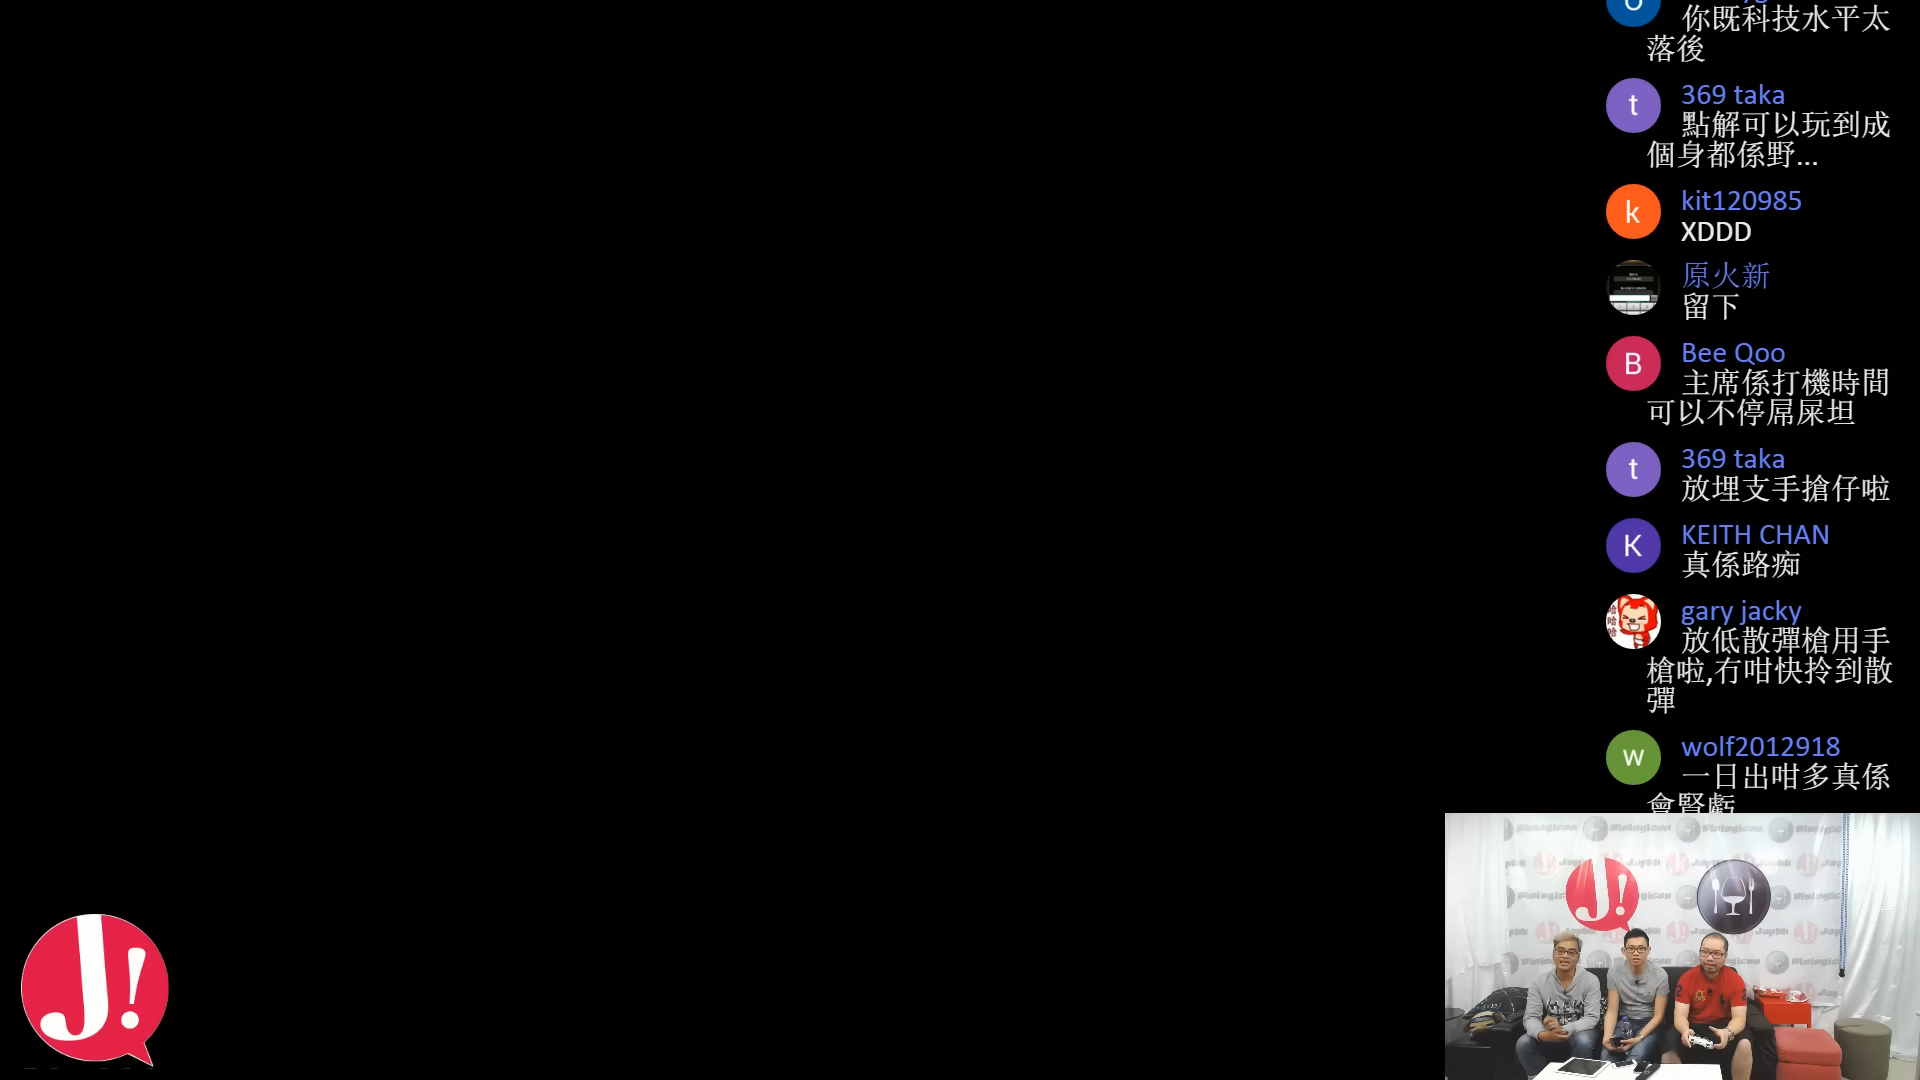 你既科技水平太
落後
369 taka
點解可以玩到成
個身都係野...
kit120985
XDDD
原火新
留下
Bee Qoo
主席係打機時間
可以不停屌屎坦
369 taka
放埋支手搶仔啦
KEITH CHAN
真係路痴
gary jacky
放低散彈槍用手
槍啦,冇咁快拎到散
彈
wolf2012918
一日出咁多真係
會腎虧
J!
J!